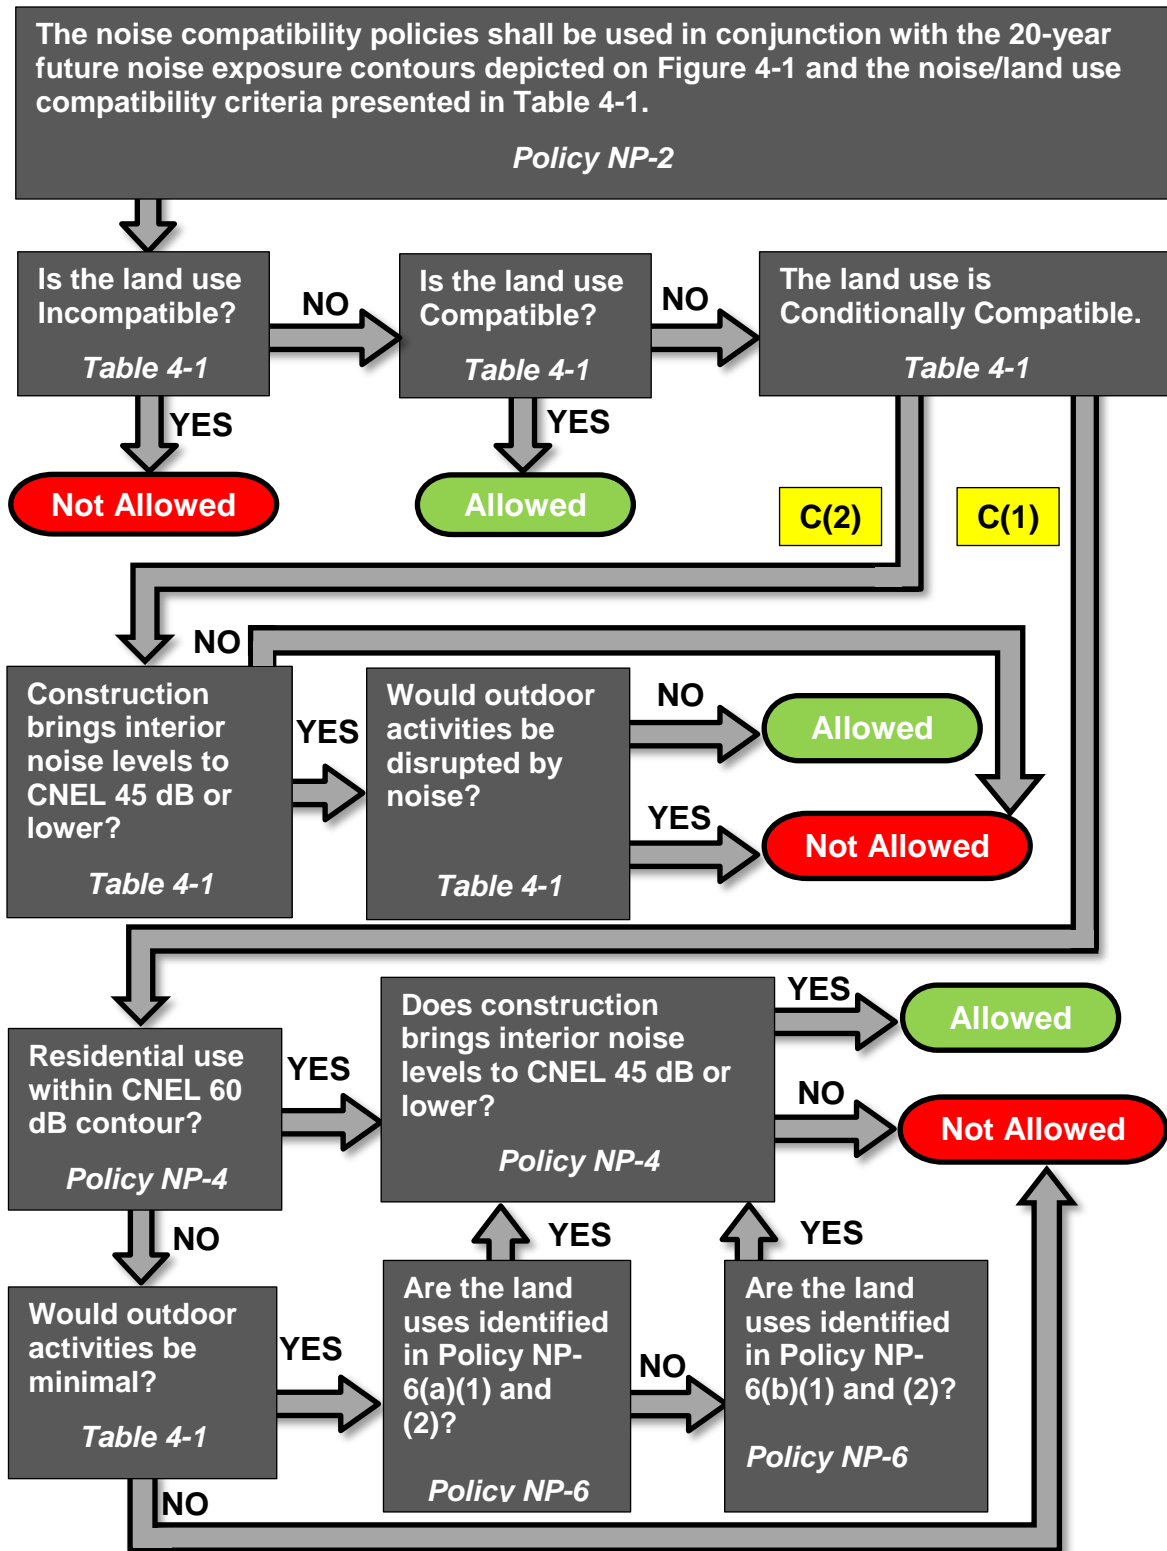 The noise compatibility policies shall be used in conjunction with the 20-year
future noise exposure contours depicted on Figure 4-1 and the noise/land use
compatibility criteria presented in Table 4-1.
Policy NP-2
Is the land use
Incompatible?
Table 4-1
NO
Is the land use
Compatible?
Table 4-1
NO
The land use is
Conditionally Compatible.
Table 4-1
YES
YES
Not Allowed
Allowed
C(2)
C(1)
NO
Construction
brings interior
noise levels to
CNEL 45 dB or
lower?
Table 4-1
YES
Would outdoor
activities be
disrupted by
noise?
Table 4-1
NO
Allowed
YES
Not Allowed
Residential use
within CNEL 60
dB contour?
Policy NP-4
YES
Does construction
brings interior noise
levels to CNEL 45 dB or
lower?
Policy NP-4
YES
Allowed
NO
Not Allowed
NO
YES
YES
Would outdoor
activities be
minimal?
Table 4-1
YES
Are the land
uses identified
in Policy NP-
6(a)(1) and
(2)?
Policy NP-6
NO
Are the land
uses identified
in Policy NP-
6(b)(1) and (2)?
Policy NP-6
NO